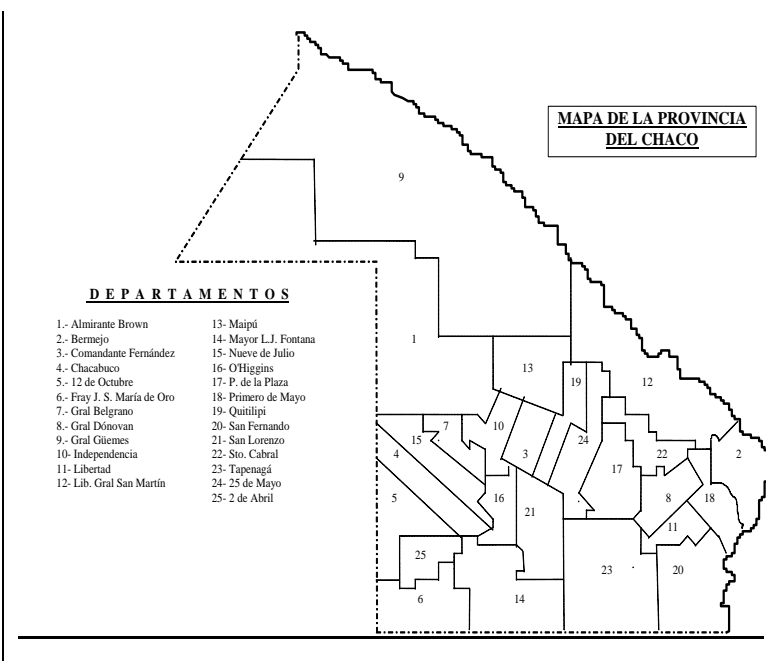 MAPA DE LA PROVINCIA
DEL CHACO
D E P A R T A M E N T O S
1.- Almirante Brown
2.- Bermejo
3.- Comandante Fernández
4.- Chacabuco
5.- 12 de Octubre
6.- Fray J. S. María de Oro
7.- Gral Belgrano
8.- Gral Dónovan
9.- Gral Güemes
10- Independencia
11- Libertad
12- Lib. Gral San Martín
13- Maipú
14- Mayor L.J. Fontana
15- Nueve de Julio
16- O'Higgins
17- P. de la Plaza
18- Primero de Mayo
19- Quitilipi
20- San Fernando
21- San Lorenzo
22- Sto. Cabral
23- Tapenagá
24- 25 de Mayo
25- 2 de Abril
9
1
13
19
12
10
7
15
24
4
3
22
2
17
5
16
8
18
21
11
25
23
20
6
14